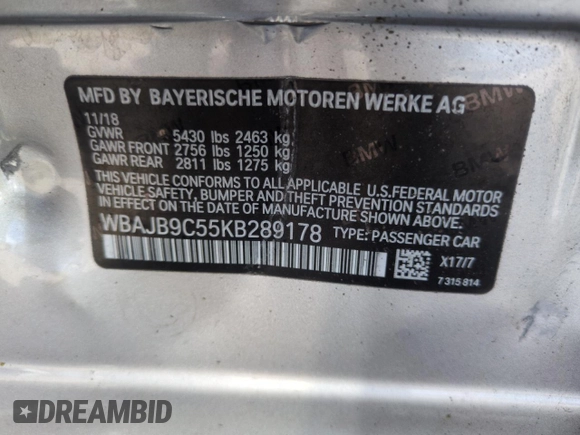 MFD BY BAYERISCHE MOTOREN WERKE AG
11/18
GVWR 5430 lbs 2463 kg
GAWR FRONT 2756 lbs 1250 kg
GAWR REAR 2811 lbs 1275 kg
THIS VEHICLE CONFORMS TO ALL APPLICABLE U.S.FEDERAL MOTOR
VEHICLE SAFETY, BUMPER AND THEFT PREVENTION STANDARDS
IN EFFECT ON THE DATE OF MANUFACTURE SHOWN ABOVE.
WBAJB9C55KB289178 TYPE: PASSENGER CAR
X17/7
7 315 814
BMW
BMW
DREAMBID